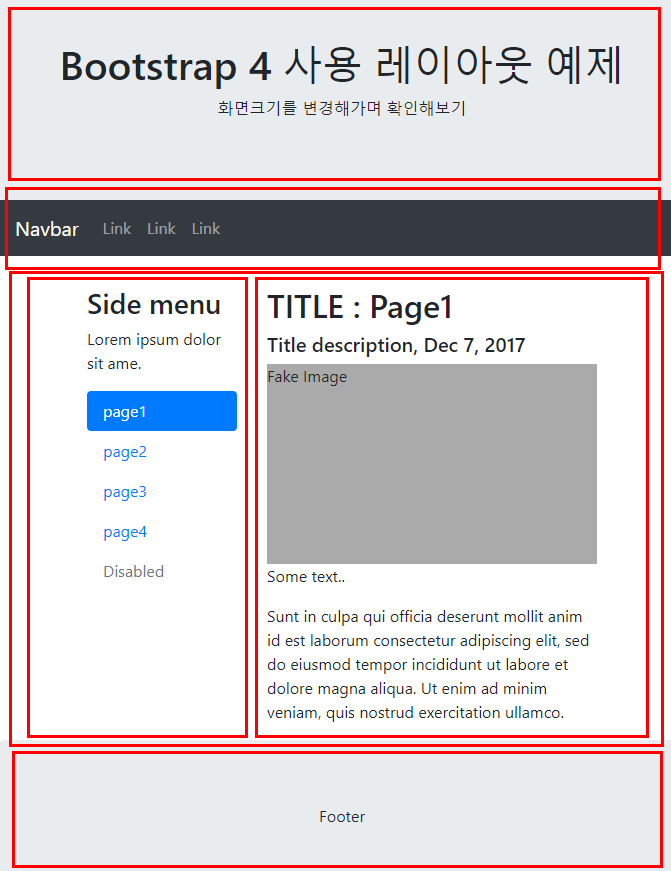 Bootstrap 4 사용 레이아웃 예제
화면크기를 변경해가며 확인해보기
Navbar Link Link Link
Side menu
Lorem ipsum dolor
sit ame.
page1
page2
page3
page4
Disabled
TITLE : Page1
Title description, Dec 7, 2017
Fake Image
Some text..
Sunt in culpa qui officia deserunt mollit anim
id est laborum consectetur adipiscing elit, sed
do eiusmod tempor incididunt ut labore et
dolore magna aliqua. Ut enim ad minim
veniam, quis nostrud exercitation ullamco.
Footer